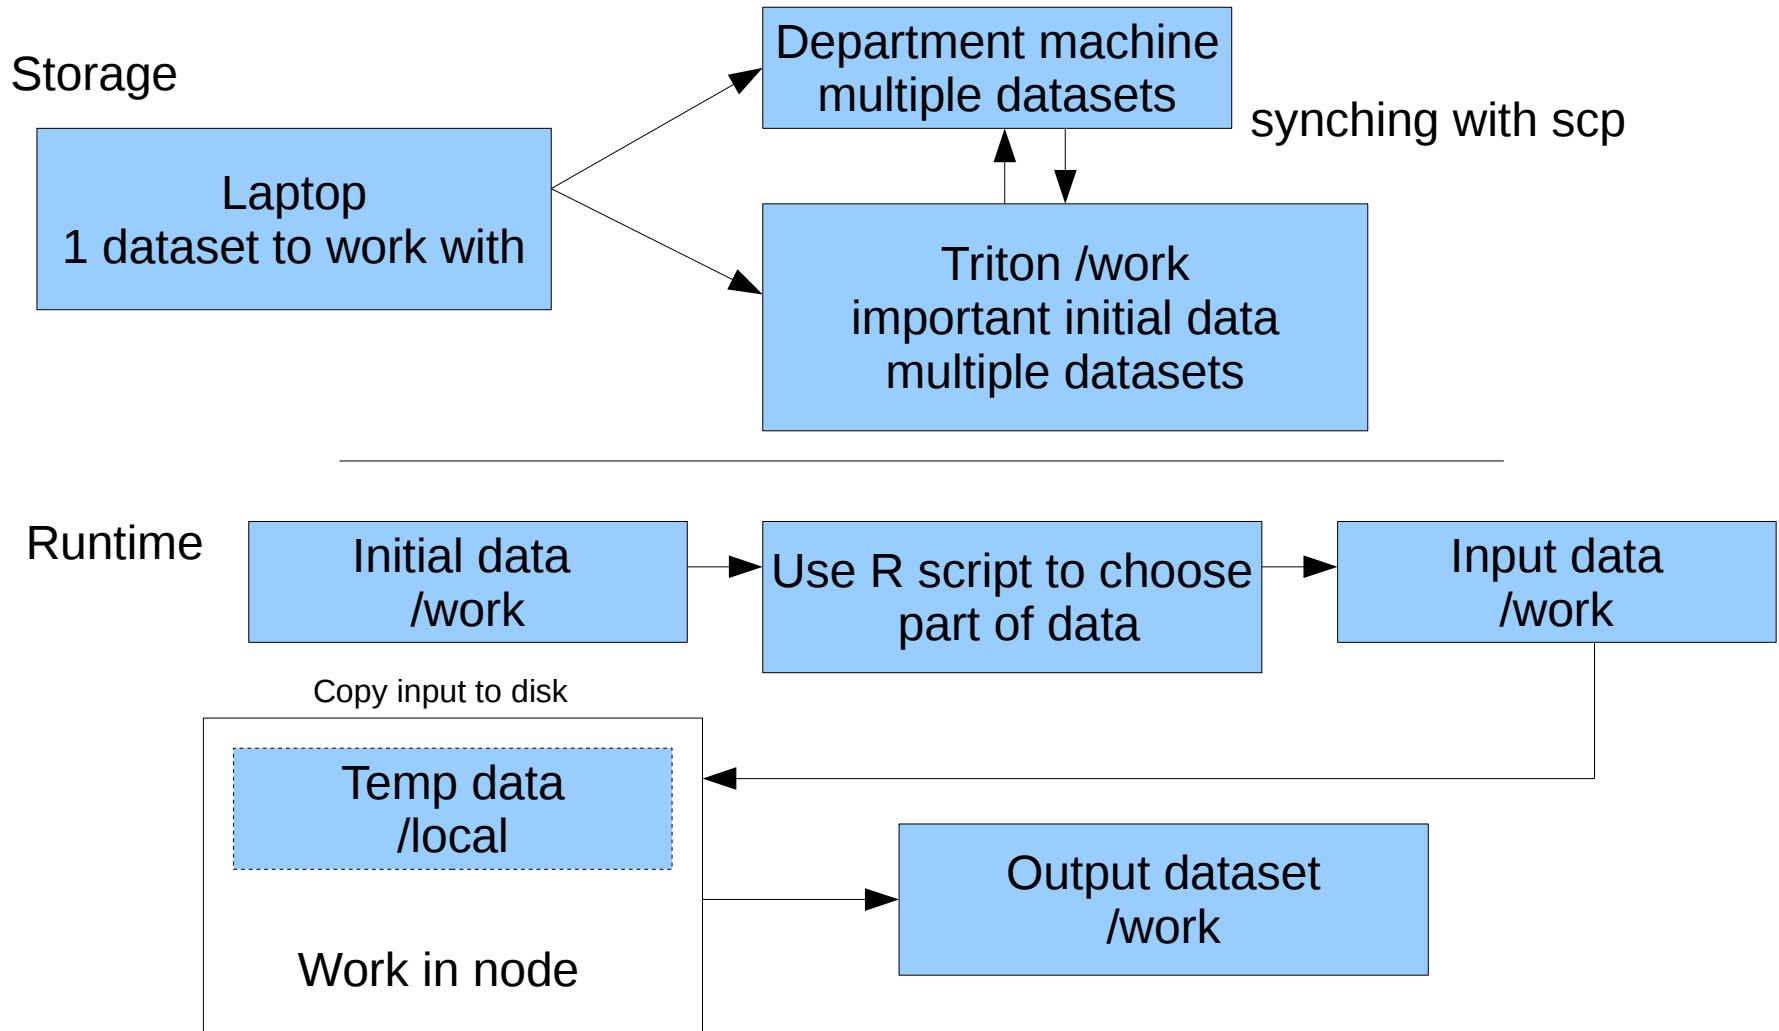 Storage
Department machine
multiple datasets
synching with scp
Laptop
1 dataset to work with
Triton /work
important initial data
multiple datasets
Runtime
Initial data
/work
Use R script to choose
part of data
Input data
/work
Copy input to disk
Temp data
/local
Work in node
Output dataset
/work